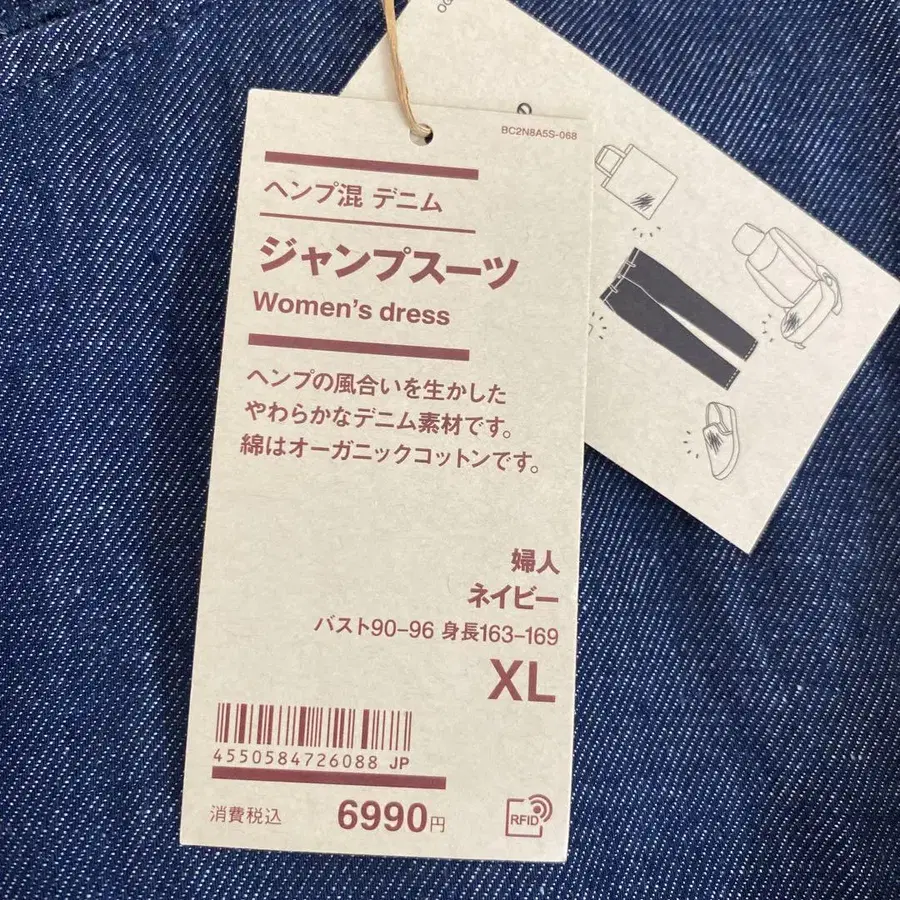 BC2N8A5S-068
ヘンプ混 デニム
ジャンプスーツ
Women's dress
ヘンプの風合いを生かした
やわらかなデニム素材です。
綿はオーガニックコットンです。
婦人
ネイビー
バスト90-96 身長163-169
XL
4550584726088 JP
消費税込 6990円
RFID